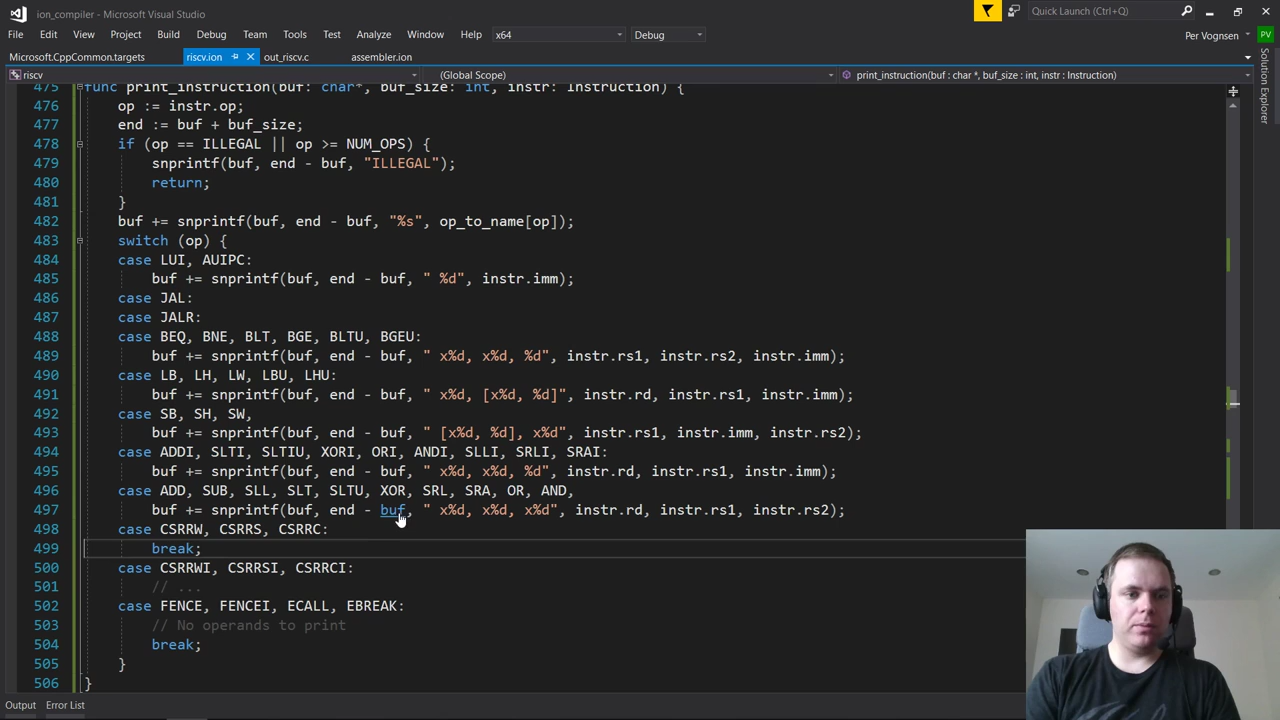 ion_compiler - Microsoft Visual Studio
Quick Launch (Ctrl+Q)
File Edit View Project Build Debug Team Tools Test Analyze Window Help x64 Debug Per Vognsen PV
Microsoft.CppCommon.targets riscv.ion out_riscv.c assembler.ion
riscv (Global Scope) print_instruction(buf : char *, buf_size : int, instr : Instruction)
Solution Explorer
475 func print_instruction(buf: char*, buf_size: int, instr: Instruction) {
476 op := instr.op;
477 end := buf + buf_size;
478 if (op == ILLEGAL || op >= NUM_OPS) {
479 snprintf(buf, end - buf, "ILLEGAL");
480 return;
481 }
482 buf += snprintf(buf, end - buf, "%s", op_to_name[op]);
483 switch (op) {
484 case LUI, AUIPC:
485 buf += snprintf(buf, end - buf, " %d", instr.imm);
486 case JAL:
487 case JALR:
488 case BEQ, BNE, BLT, BGE, BLTU, BGEU:
489 buf += snprintf(buf, end - buf, " x%d, x%d, %d", instr.rs1, instr.rs2, instr.imm);
490 case LB, LH, LW, LBU, LHU:
491 buf += snprintf(buf, end - buf, " x%d, [x%d, %d]", instr.rd, instr.rs1, instr.imm);
492 case SB, SH, SW,
493 buf += snprintf(buf, end - buf, " [x%d, %d], x%d", instr.rs1, instr.imm, instr.rs2);
494 case ADDI, SLTI, SLTIU, XORI, ORI, ANDI, SLLI, SRLI, SRAI:
495 buf += snprintf(buf, end - buf, " x%d, x%d, %d", instr.rd, instr.rs1, instr.imm);
496 case ADD, SUB, SLL, SLT, SLTU, XOR, SRL, SRA, OR, AND,
497 buf += snprintf(buf, end - buf, " x%d, x%d, x%d", instr.rd, instr.rs1, instr.rs2);
498 case CSRRW, CSRRS, CSRRC:
499 break;
500 case CSRRWI, CSRRSI, CSRRCI:
501 // ...
502 case FENCE, FENCEI, ECALL, EBREAK:
503 // No operands to print
504 break;
505 }
506 }
Output Error List